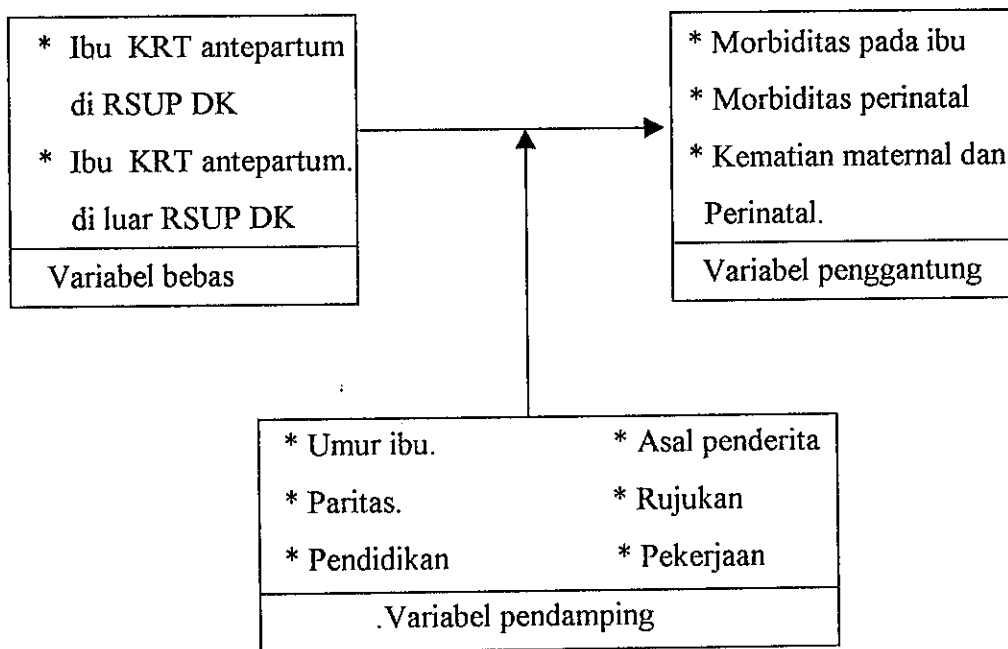 * Ibu KRT antepartum
di RSUP DK
* Ibu KRT antepartum.
di luar RSUP DK
Variabel bebas
* Morbiditas pada ibu
* Morbiditas perinatal
* Kematian maternal dan
Perinatal.
Variabel penggantung
* Umur ibu.
* Asal penderita
* Paritas.
* Rujukan
* Pendidikan
* Pekerjaan
.Variabel pendamping